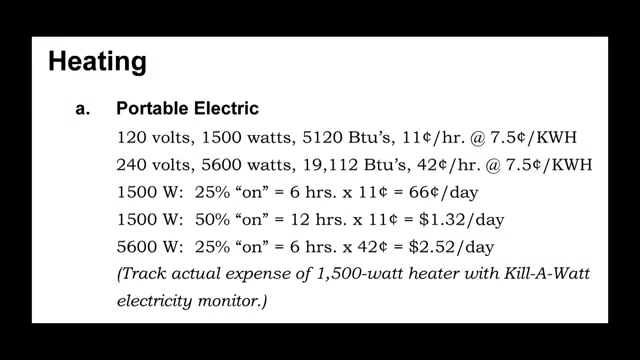 Heating
a. Portable Electric
120 volts, 1500 watts, 5120 Btu's, 11¢/hr. @ 7.5¢/KWH
240 volts, 5600 watts, 19,112 Btu's, 42¢/hr. @ 7.5¢/KWH
1500 W: 25% “on” = 6 hrs. x 11¢ = 66¢/day
1500 W: 50% “on” = 12 hrs. x 11¢ = $1.32/day
5600 W: 25% “on” = 6 hrs. x 42¢ = $2.52/day
(Track actual expense of 1,500-watt heater with Kill-A-Watt
electricity monitor.)